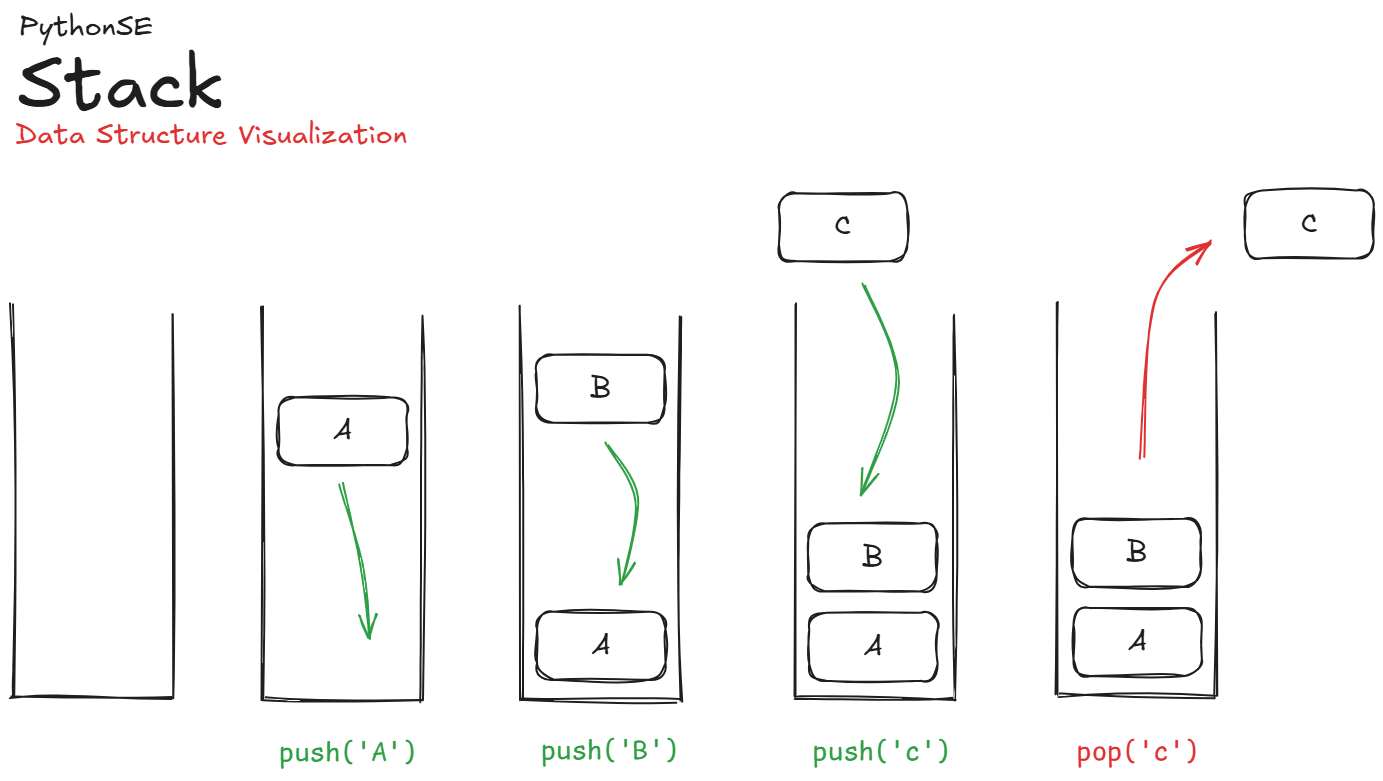 PythonSE
Stack
Data Structure Visualization
C
C
A
B
B
B
A
A
A
push('A')
push('B')
push('c')
pop('c')